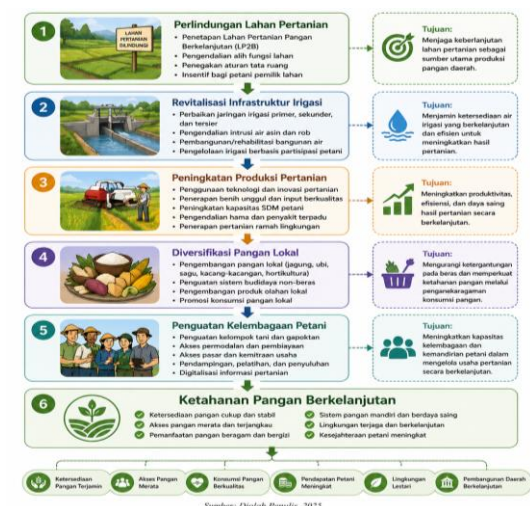 1
LAHAN
PERTANIAN
DILINDUNGI
Perlindungan Lahan Pertanian
• Penetapan Lahan Pertanian Pangan
Berkelanjutan (LP2B)
• Pengendalian alih fungsi lahan
• Penegakan aturan tata ruang
• Insentif bagi petani pemilik lahan
Tujuan:
Menjaga keberlanjutan
lahan pertanian sebagai
sumber utama produksi
pangan daerah.
2
Revitalisasi Infrastruktur Irigasi
• Perbaikan jaringan irigasi primer, sekunder,
dan tersier
• Pengendalian intrusi air asin dan rob
• Pembangunan/rehabilitasi bangunan air
• Pengelolaan irigasi berbasis partisipasi petani
Tujuan:
Menjamin ketersediaan air
irigasi yang berkelanjutan
dan efisien untuk
meningkatkan hasil
pertanian.
3
Peningkatan Produksi Pertanian
• Penggunaan teknologi dan inovasi pertanian
• Penerapan benih unggul dan input berkualitas
• Peningkatan kapasitas SDM petani
• Pengendalian hama dan penyakit terpadu
• Penerapan pertanian ramah lingkungan
Tujuan:
Meningkatkan produktivitas,
efisiensi, dan daya saing
hasil pertanian secara
berkelanjutan.
4
Diversifikasi Pangan Lokal
• Pengembangan pangan lokal (jagung, ubi,
sagu, kacang-kacangan, hortikultura)
• Penguatan sistem budidaya non-beras
• Pengembangan produk olahan lokal
• Promosi konsumsi pangan lokal
Tujuan:
Mengurangi ketergantungan
pada beras dan memperkuat
ketahanan pangan melalui
penganekaragaman
konsumsi pangan.
5
Penguatan Kelembagaan Petani
• Penguatan kelompok tani dan gapoktan
• Akses permodalan dan pembiayaan
• Akses pasar dan kemitraan usaha
• Pendampingan, pelatihan, dan penyuluhan
• Digitalisasi informasi pertanian
Tujuan:
Meningkatkan kapasitas
kelembagaan dan
kemandirian petani dalam
mengelola usaha pertanian
secara berkelanjutan.
6
Ketahanan Pangan Berkelanjutan
Ketersediaan pangan cukup dan stabil
Akses pangan merata dan terjangkau
Pemanfaatan pangan beragam dan bergizi
Sistem pangan mandiri dan berdaya saing
Lingkungan terjaga dan berkelanjutan
Kesejahteraan petani meningkat
Ketersediaan
Pangan Terjamin
Akses Pangan
Merata
Konsumsi Pangan
Berkualitas
Pendapatan Petani
Meningkat
Lingkungan
Lestari
Pembangunan Daerah
Berkelanjutan
Sumber: Diolah Penulis, 2025